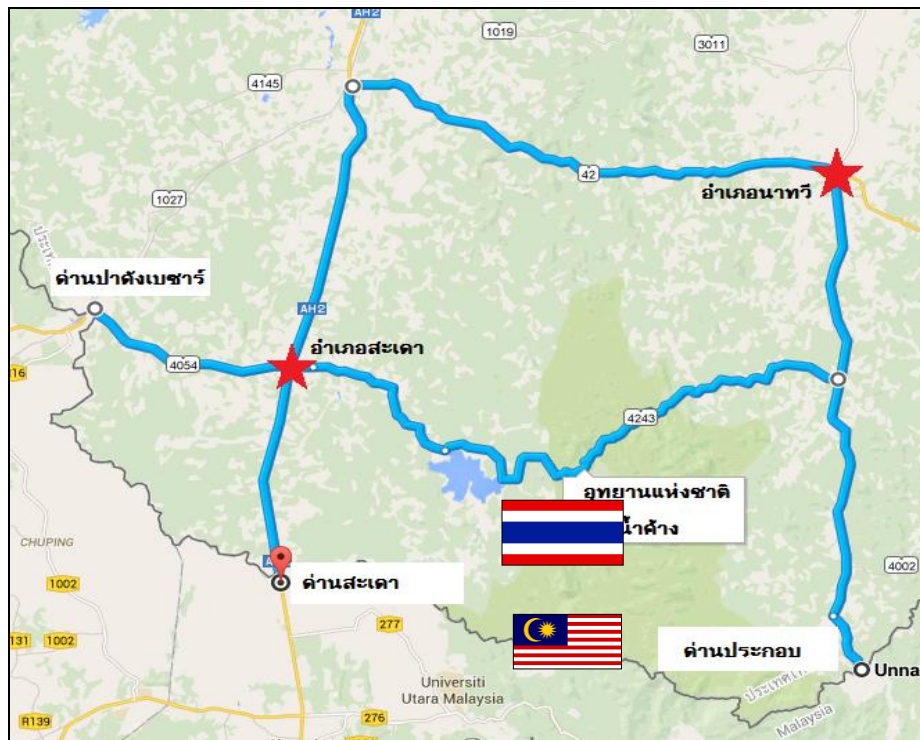 AH2
1019
3011
4145
42
อำเภอนาทวี
1027
ด่านปาดังเบซาร์
AH2
อำเภอสะเดา
4054
16
4243
อุทยานแห่งชาติ
น้ำค้าง
CHUPING
ด่านสะเดา
4002
1002
277
131
1002
ด่านประกอบ
Unna
Universiti
Utara Malaysia
Malaysia
R139
276